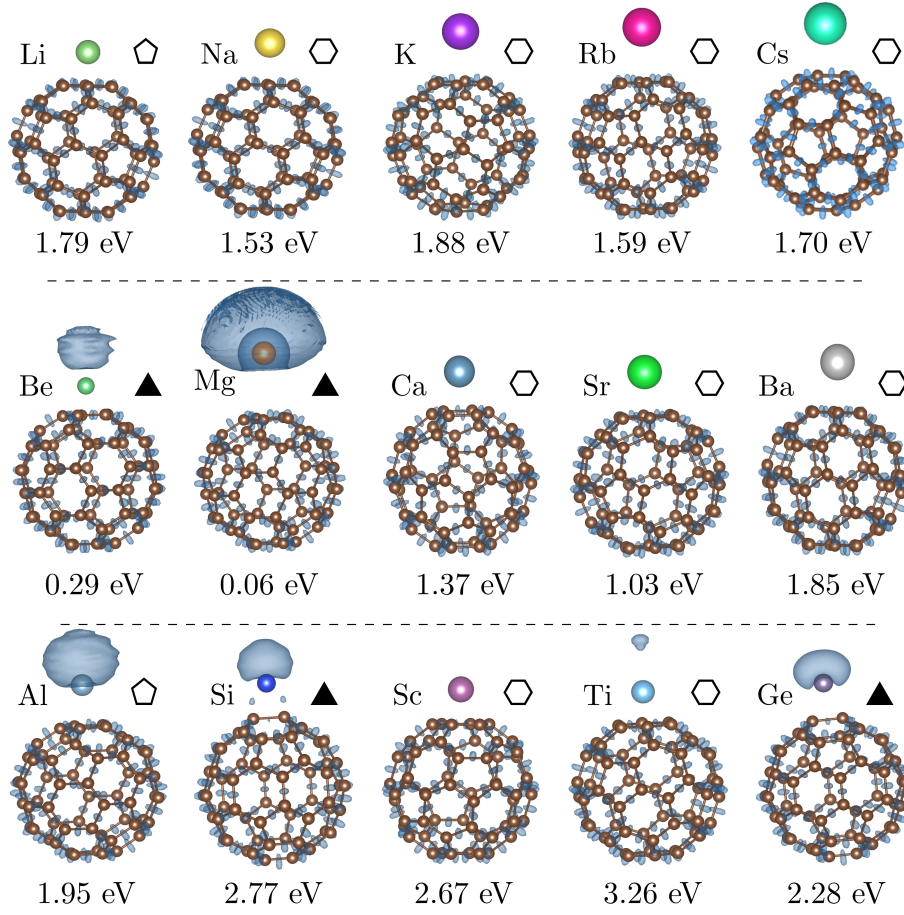 Li Na K Rb Cs
1.79 eV 1.53 eV 1.88 eV 1.59 eV 1.70 eV
Be Mg Ca Sr Ba
0.29 eV 0.06 eV 1.37 eV 1.03 eV 1.85 eV
Al Si Sc Ti Ge
1.95 eV 2.77 eV 2.67 eV 3.26 eV 2.28 eV